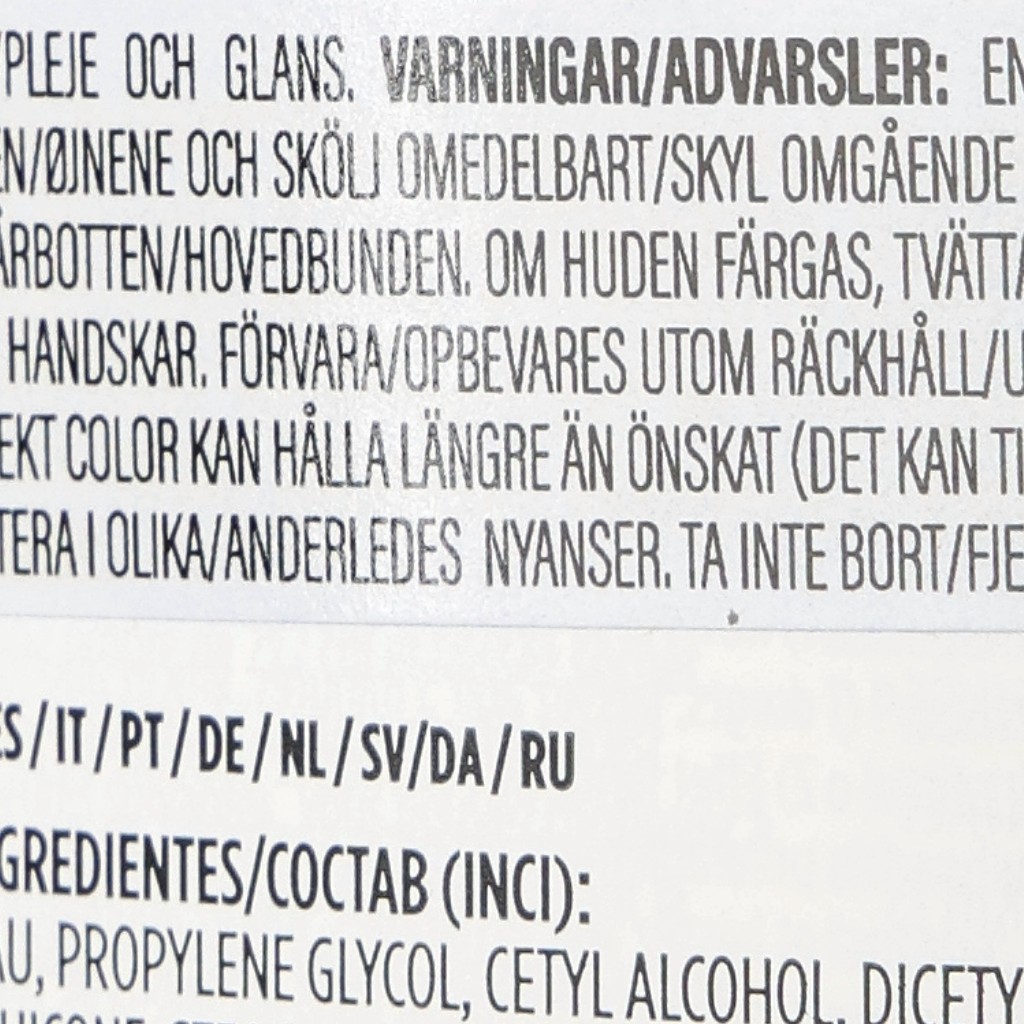 /PLEJE OCH GLANS. VARNINGAR/ADVARSLER: EN
EN/ØJNENE OCH SKÖLJ OMEDELBART/SKYL OMGÅENDE
ÅRBOTTEN/HOVEDBUNDEN. OM HUDEN FÄRGAS, TVÄTTA
HANDSKAR. FÖRVARA/OPBEVARES UTOM RÄCKHÅLL/U
EKT COLOR KAN HÅLLA LÄNGRE ÄN ÖNSKAT (DET KAN TI
TERA I OLIKA/ANDERLEDES NYANSER. TA INTE BORT/FJE
ES/IT/PT/DE/NL/SV/DA/RU
GREDIENTES/COCTAB (INCI):
AU, PROPYLENE GLYCOL, CETYL ALCOHOL, DICETY